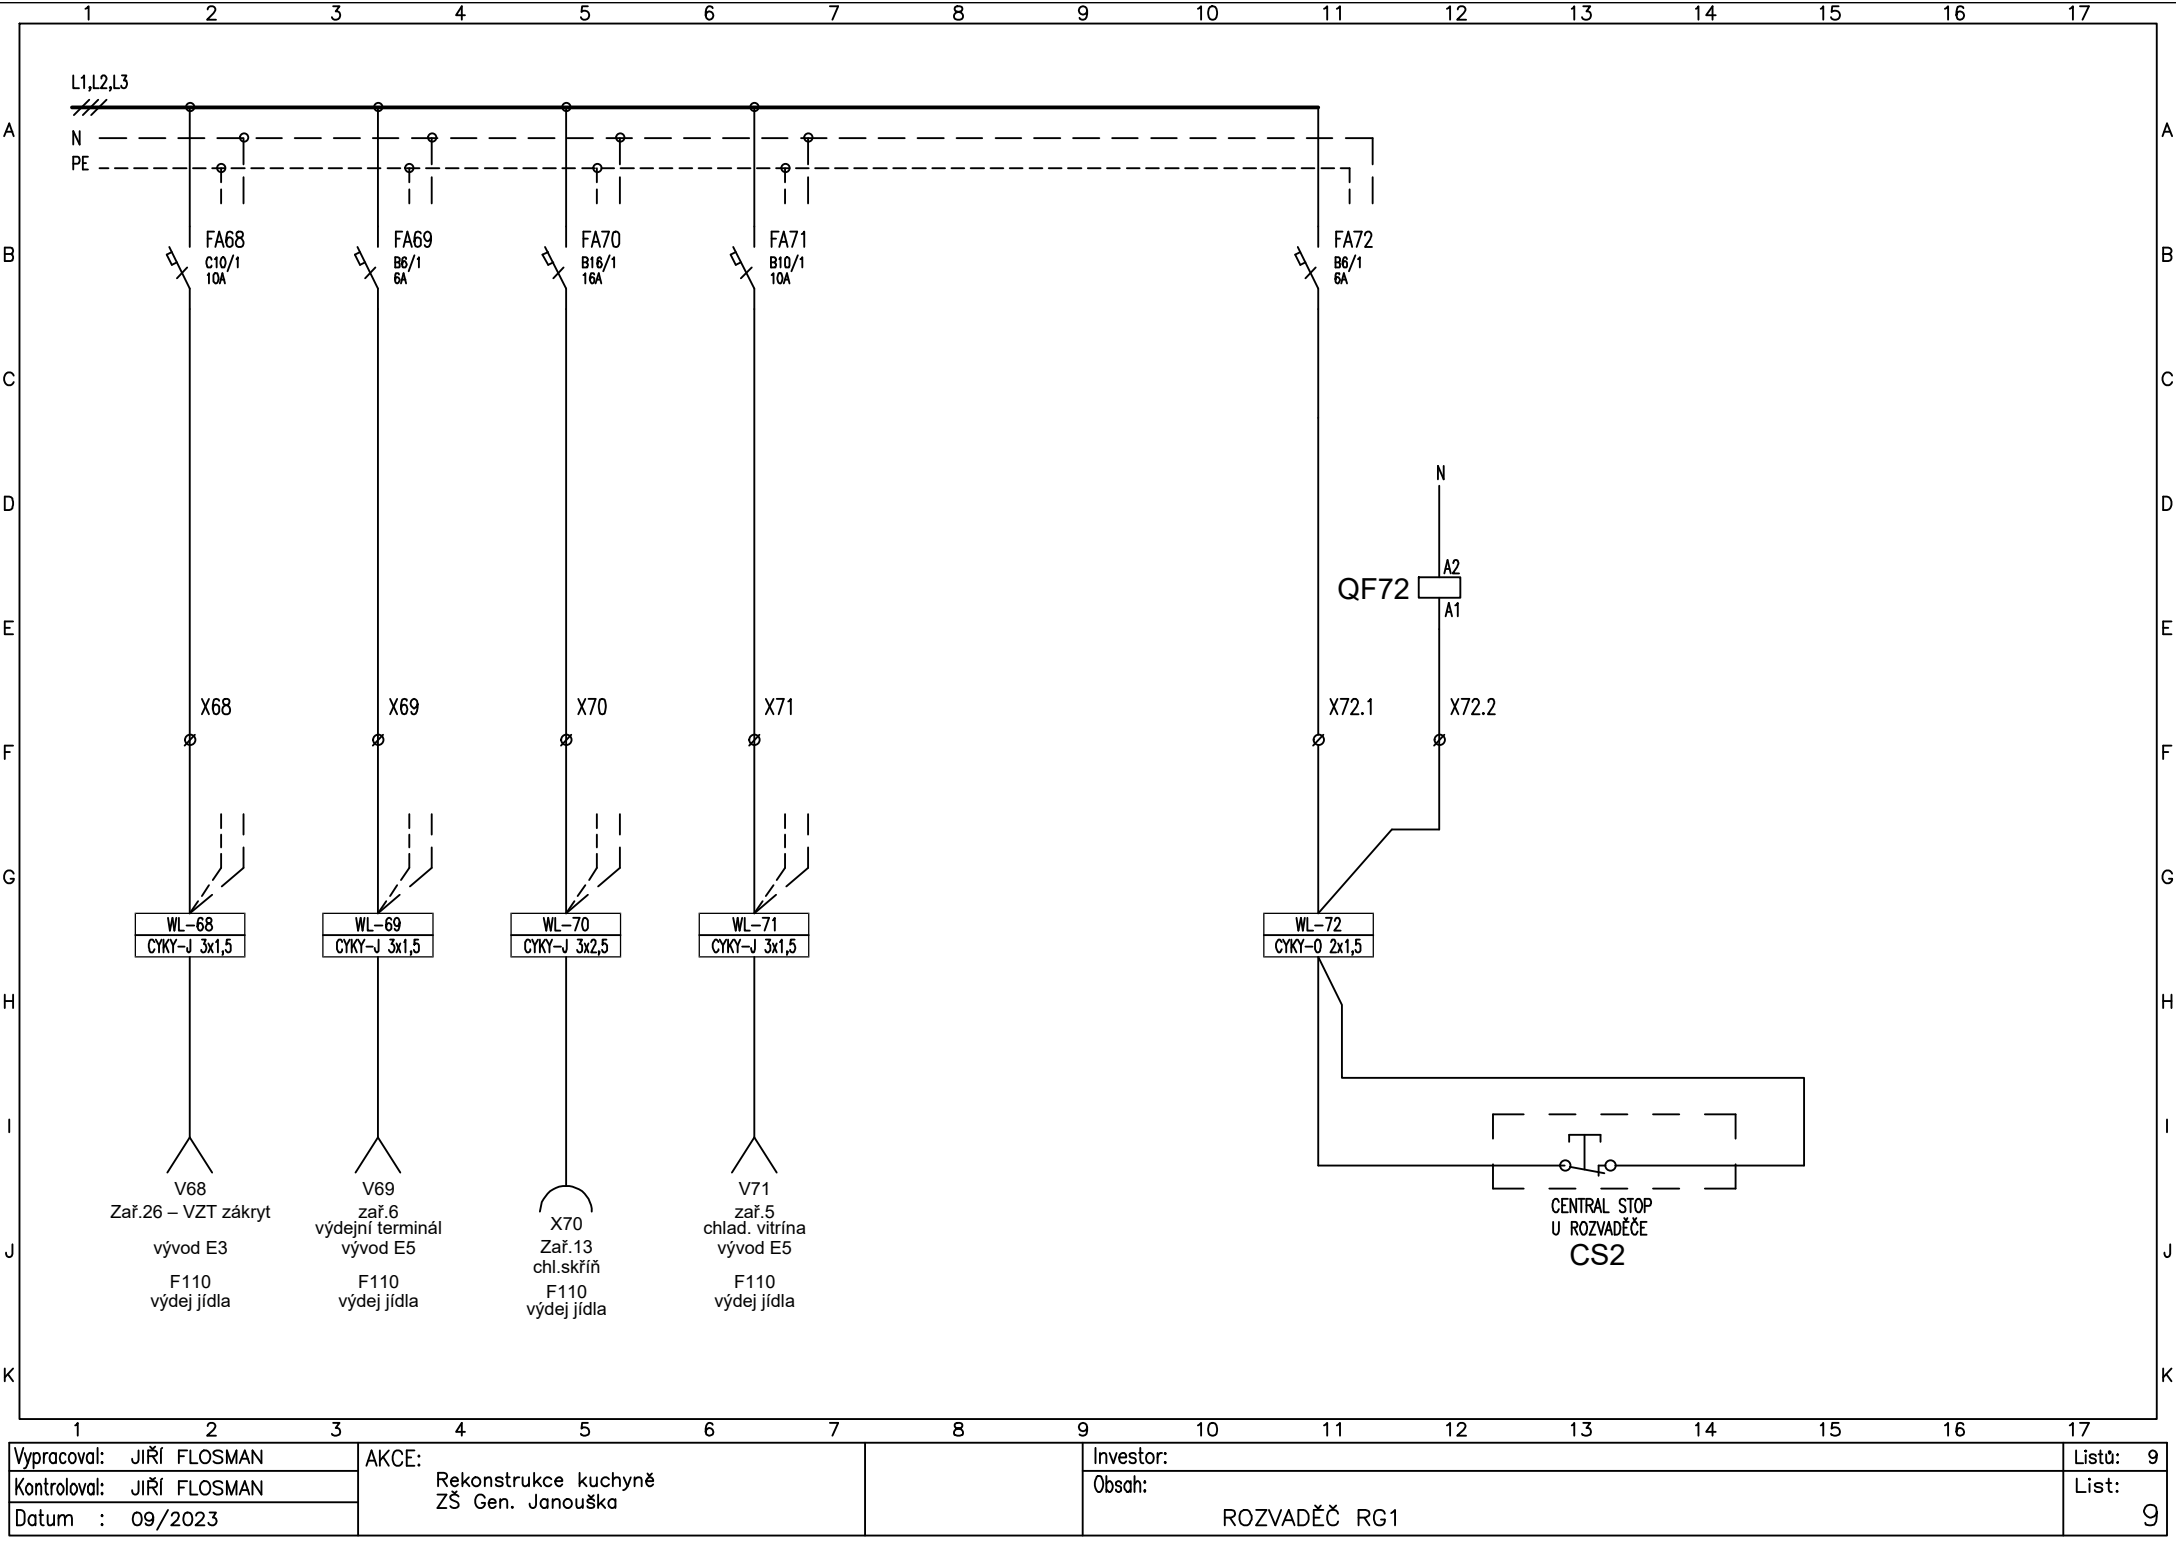 1 2 3 4 5 6 7 8 9 10 11 12 13 14 15 16 17
L1,L2,L3
A A
N
PE
FA68 FA69 FA70 FA71 FA72
B B
C10/1 B6/1 B16/1 B10/1 B6/1
10A 6A 16A 10A 6A
C C
N
D D
A2
QF72
A1
E E
X68 X69 X70 X71 X72.1 X72.2
F F
G G
WL-68 WL-69 WL-70 WL-71 WL-72
CYKY-J 3x1,5 CYKY-J 3x1,5 CYKY-J 3x2,5 CYKY-J 3x1,5 CYKY-O 2x1,5
H H
I I
V68
Zař.26 – VZT zákryt
vývod E3
F110
výdej jídla
V69
zař.6
výdejní terminál
vývod E5
F110
výdej jídla
X70
Zař.13
chl.skříň
F110
výdej jídla
V71
zař.5
chlad. vitrína
vývod E5
F110
výdej jídla
CENTRAL STOP
U ROZVADĚČE
CS2
J J
K K
1 2 3 4 5 6 7 8 9 10 11 12 13 14 15 16 17
Vypracoval: JIŘÍ FLOSMAN
Kontroloval: JIŘÍ FLOSMAN
Datum : 09/2023
AKCE:
Rekonstrukce kuchyně
ZŠ Gen. Janouška
Investor:
Obsah:
ROZVADĚČ RG1
Listů: 9
List:
9